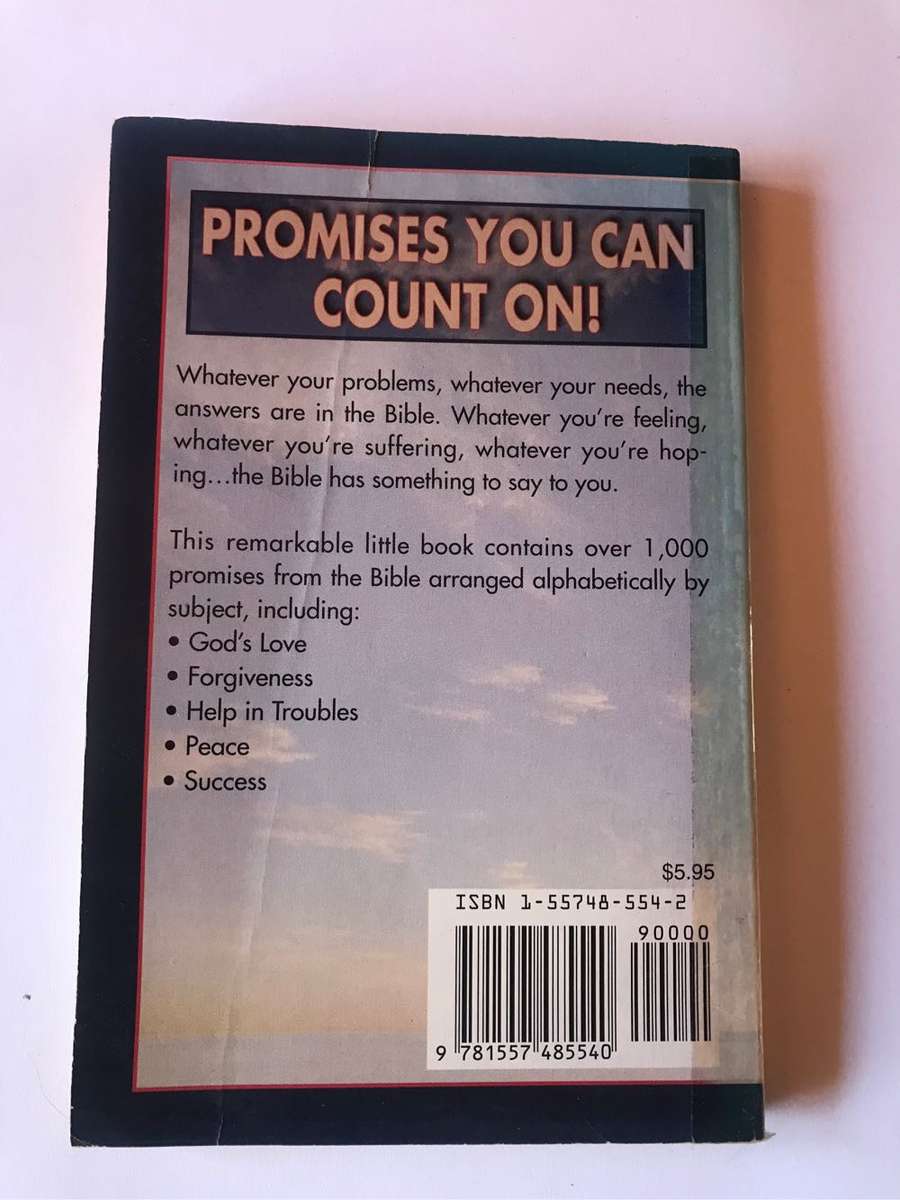 PROMISES YOU CAN
COUNT ON!
Whatever your problems, whatever your needs, the
answers are in the Bible. Whatever you're feeling,
whatever you're suffering, whatever you're hop-
ing...the Bible has something to say to you.
This remarkable little book contains over 1,000
promises from the Bible arranged alphabetically by
subject, including:
• God's Love
• Forgiveness
• Help in Troubles
• Peace
• Success
$5.95
ISBN 1-55748-554-2
90000
9 781557 485540